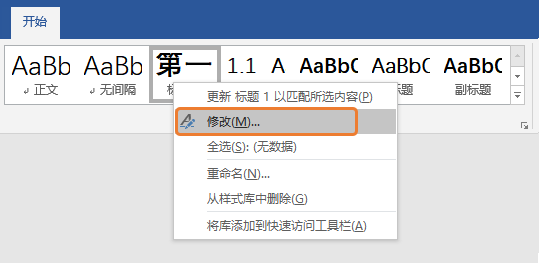 开始
AaBbC AaBbC 第一 1.1 A AaBbC AaBbC AaBbC
↲ 正文 ↲ 无间隔 标题 副标题
更新 标题 1 以匹配所选内容(P)
修改(M)...
全选(S): (无数据)
重命名(N)...
从样式库中删除(G)
将库添加到快速访问工具栏(A)